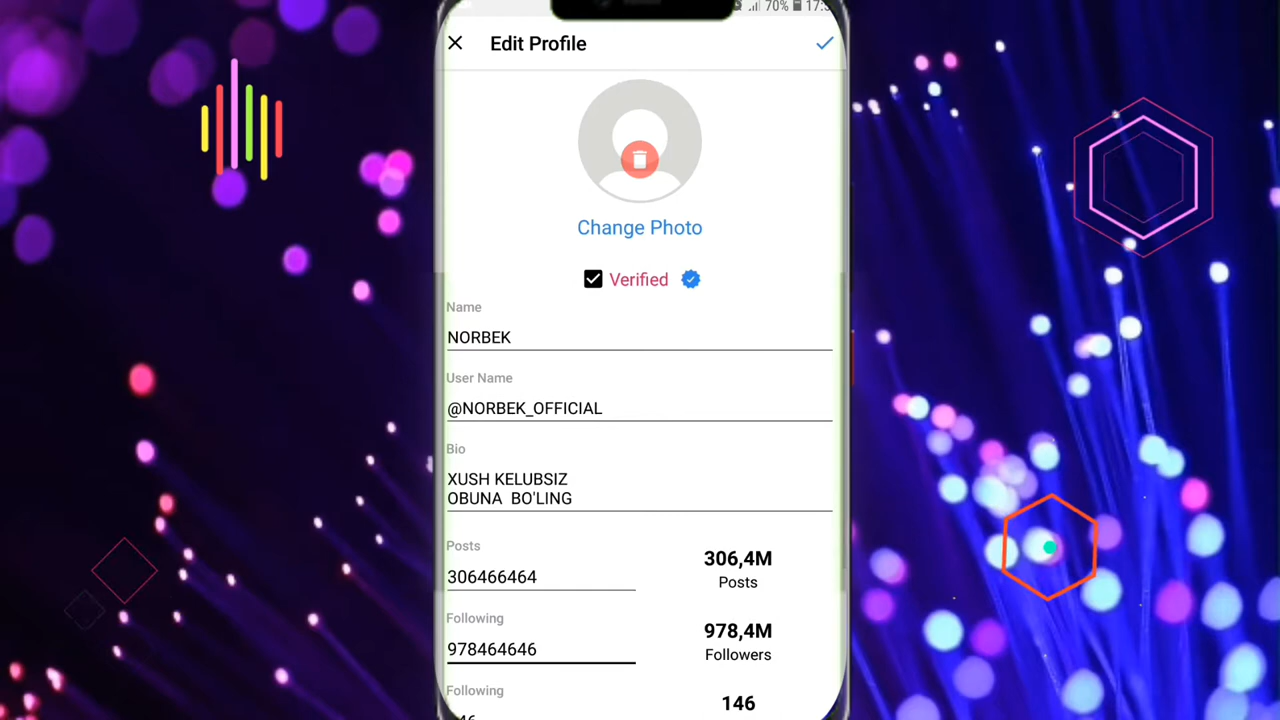 70% 17:
Edit Profile
Change Photo
Verified
Name
NORBEK
User Name
@NORBEK_OFFICIAL
Bio
XUSH KELUBSIZ
OBUNA BO'LING
Posts
306466464
306,4M
Posts
Following
978464646
978,4M
Followers
Following
146